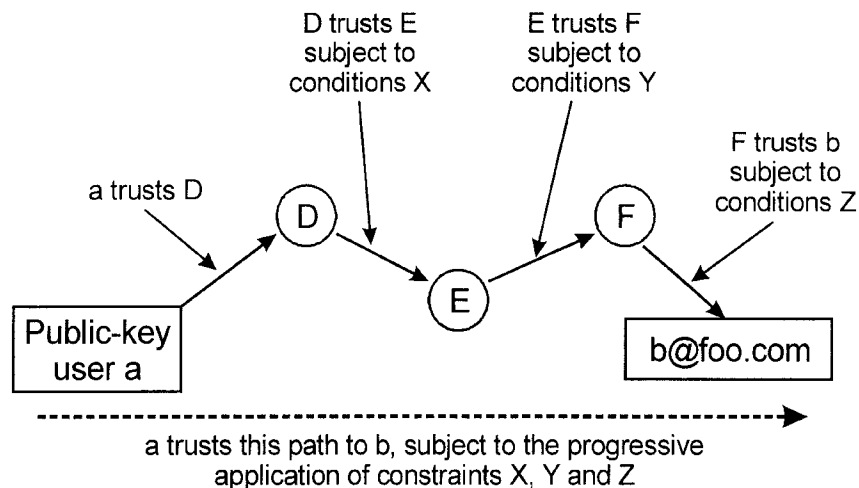 D trusts E
subject to
conditions X
E trusts F
subject to
conditions Y
F trusts b
subject to
conditions Z
a trusts D
D
F
E
Public-key
user a
b@foo.com
a trusts this path to b, subject to the progressive
application of constraints X, Y and Z